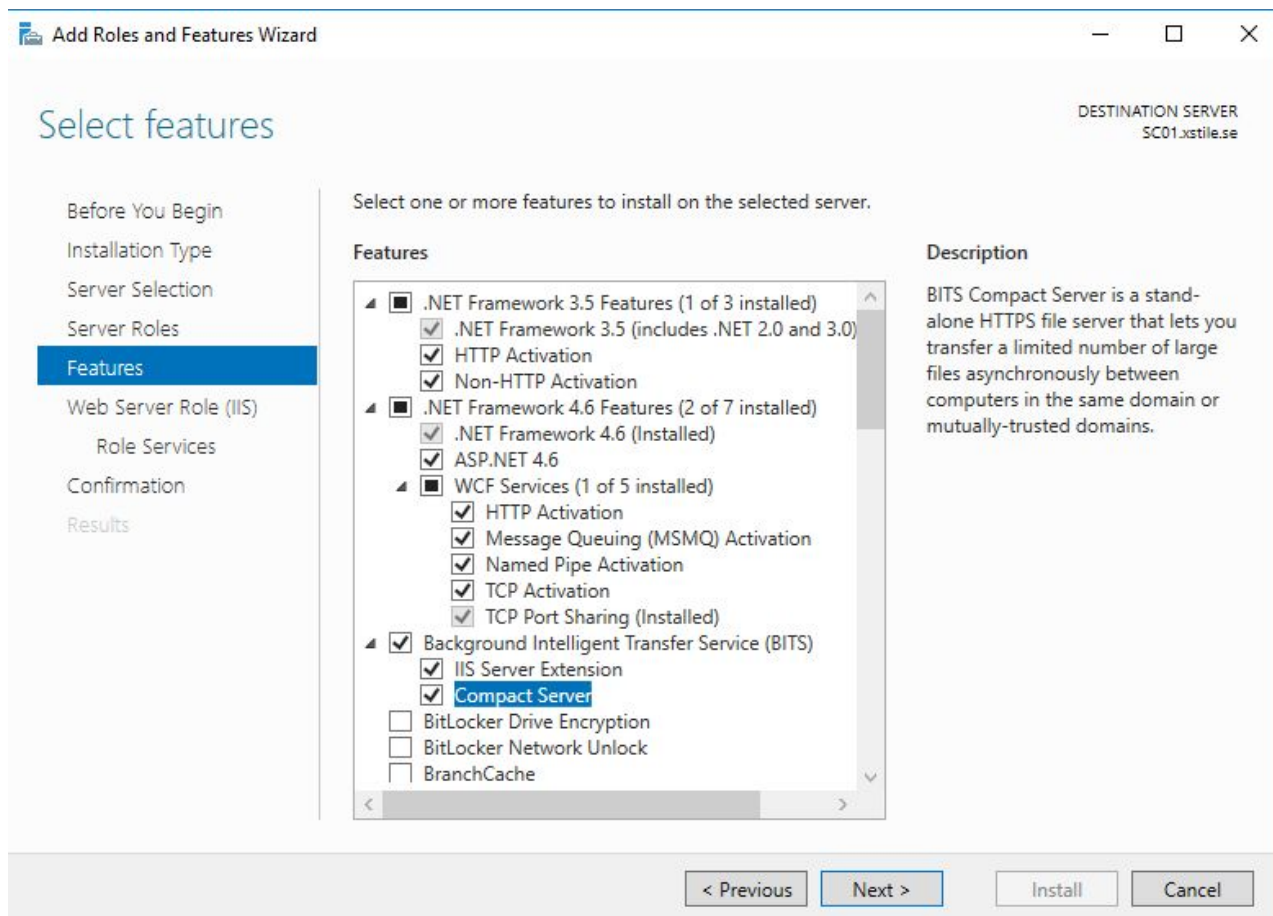 Add Roles and Features Wizard
Select features
DESTINATION SERVER
SC01.xstile.se
Before You Begin
Installation Type
Server Selection
Server Roles
Features
Web Server Role (IIS)
Role Services
Confirmation
Results
Select one or more features to install on the selected server.
Features
.NET Framework 3.5 Features (1 of 3 installed)
.NET Framework 3.5 (includes .NET 2.0 and 3.0)
HTTP Activation
Non-HTTP Activation
.NET Framework 4.6 Features (2 of 7 installed)
.NET Framework 4.6 (Installed)
ASP.NET 4.6
WCF Services (1 of 5 installed)
HTTP Activation
Message Queuing (MSMQ) Activation
Named Pipe Activation
TCP Activation
TCP Port Sharing (Installed)
Background Intelligent Transfer Service (BITS)
IIS Server Extension
Compact Server
BitLocker Drive Encryption
BitLocker Network Unlock
BranchCache
Description
BITS Compact Server is a stand-
alone HTTPS file server that lets you
transfer a limited number of large
files asynchronously between
computers in the same domain or
mutually-trusted domains.
< Previous
Next >
Install
Cancel